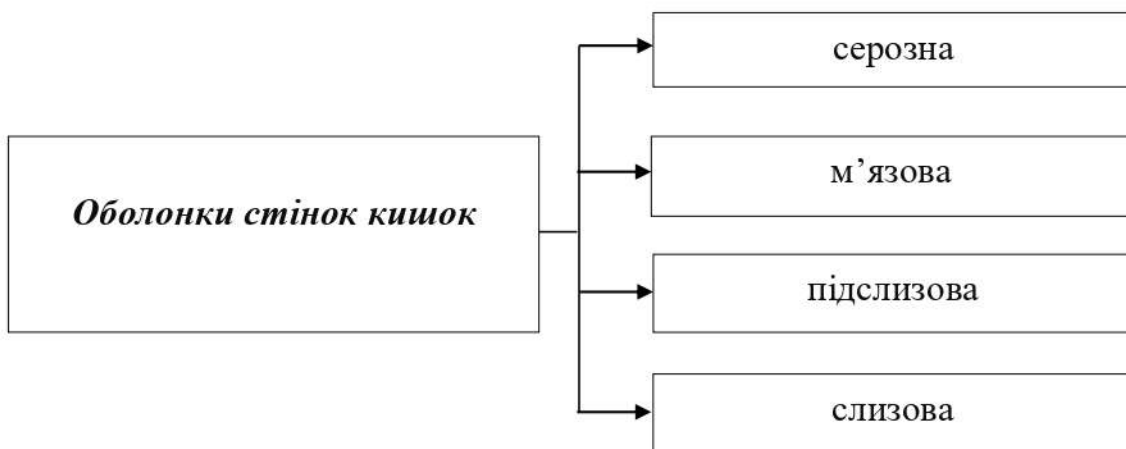 Оболонки стінок кишок
серозна
м’язова
підслизова
слизова